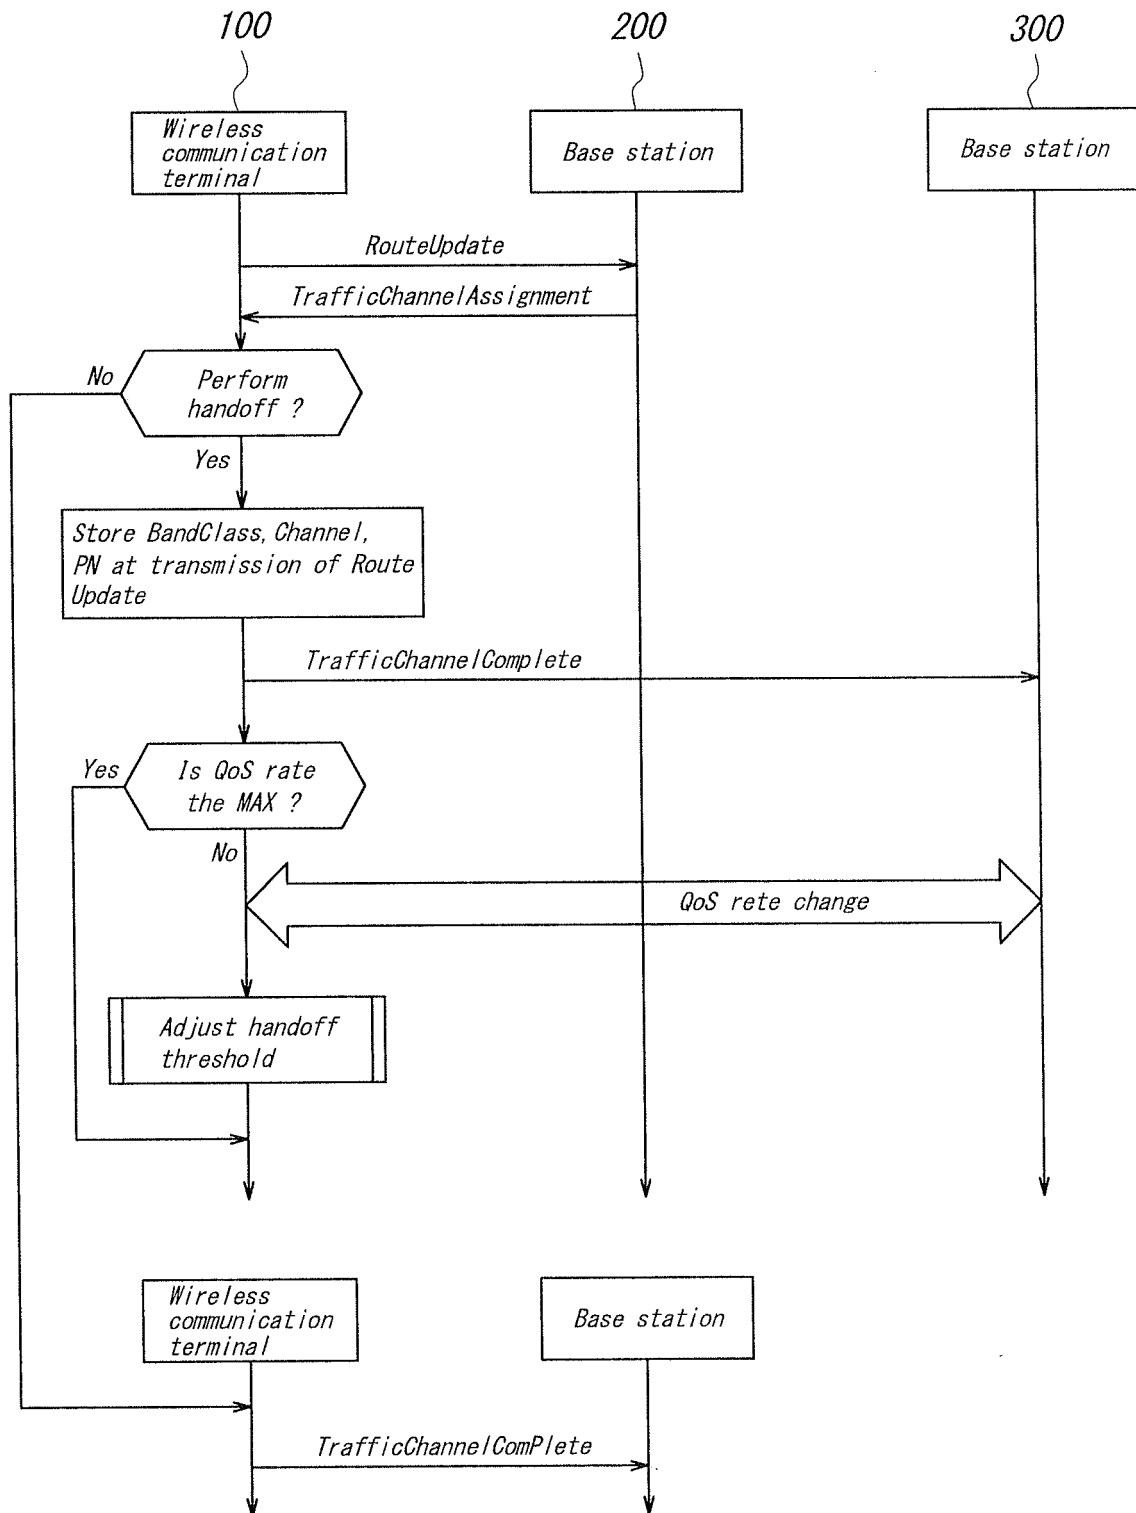 100
200
300
Wireless
communication
terminal
Base station
Base station
RouteUpdate
TrafficChannelAssignment
No
Perform
handoff ?
Yes
Store BandClass, Channel,
PN at transmission of Route
Update
TrafficChannelComplete
Yes
Is QoS rate
the MAX ?
No
QoS rete change
Adjust handoff
threshold
Wireless
communication
terminal
Base station
TrafficChannelComPlete